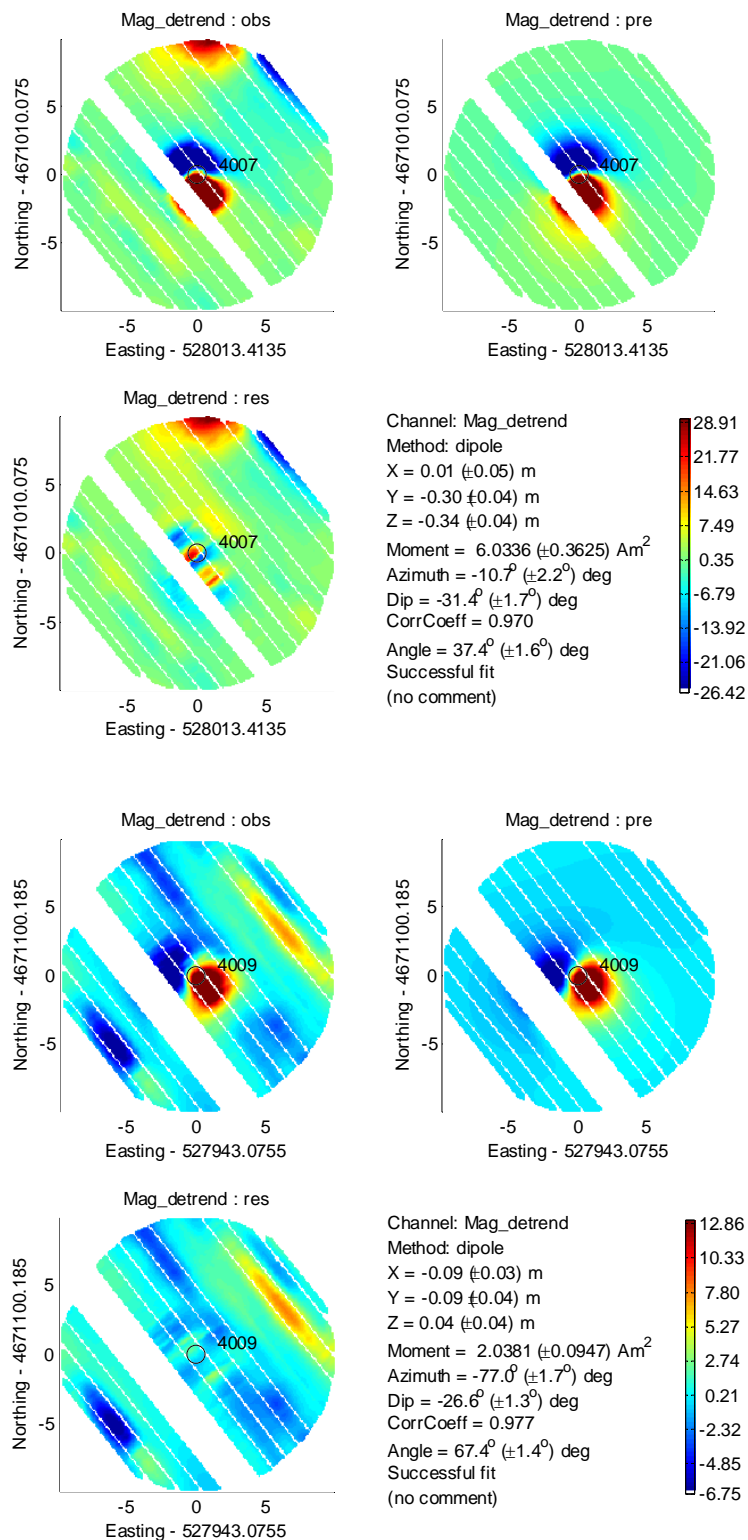 Mag_detrend : obs
Mag_detrend : pre
Northing - 4671010.075
5
0
-5
4007
-5 0 5
Easting - 528013.4135
Northing - 4671010.075
5
0
-5
4007
-5 0 5
Easting - 528013.4135
Mag_detrend : res
Northing - 4671010.075
5
0
-5
4007
-5 0 5
Easting - 528013.4135
Channel: Mag_detrend
Method: dipole
X = 0.01 (±0.05) m
Y = -0.30 (±0.04) m
Z = -0.34 (±0.04) m
Moment = 6.0336 (±0.3625) Am²
Azimuth = -10.7° (±2.2°) deg
Dip = -31.4° (±1.7°) deg
CorrCoeff = 0.970
Angle = 37.4° (±1.6°) deg
Successful fit
(no comment)
28.91
21.77
14.63
7.49
0.35
-6.79
-13.92
-21.06
-26.42
Mag_detrend : obs
Mag_detrend : pre
Northing - 4671100.185
5
0
-5
4009
-5 0 5
Easting - 527943.0755
Northing - 4671100.185
5
0
-5
4009
-5 0 5
Easting - 527943.0755
Mag_detrend : res
Northing - 4671100.185
5
0
-5
4009
-5 0 5
Easting - 527943.0755
Channel: Mag_detrend
Method: dipole
X = -0.09 (±0.03) m
Y = -0.09 (±0.04) m
Z = 0.04 (±0.04) m
Moment = 2.0381 (±0.0947) Am²
Azimuth = -77.0° (±1.7°) deg
Dip = -26.6° (±1.3°) deg
CorrCoeff = 0.977
Angle = 67.4° (±1.4°) deg
Successful fit
(no comment)
12.86
10.33
7.80
5.27
2.74
0.21
-2.32
-4.85
-6.75